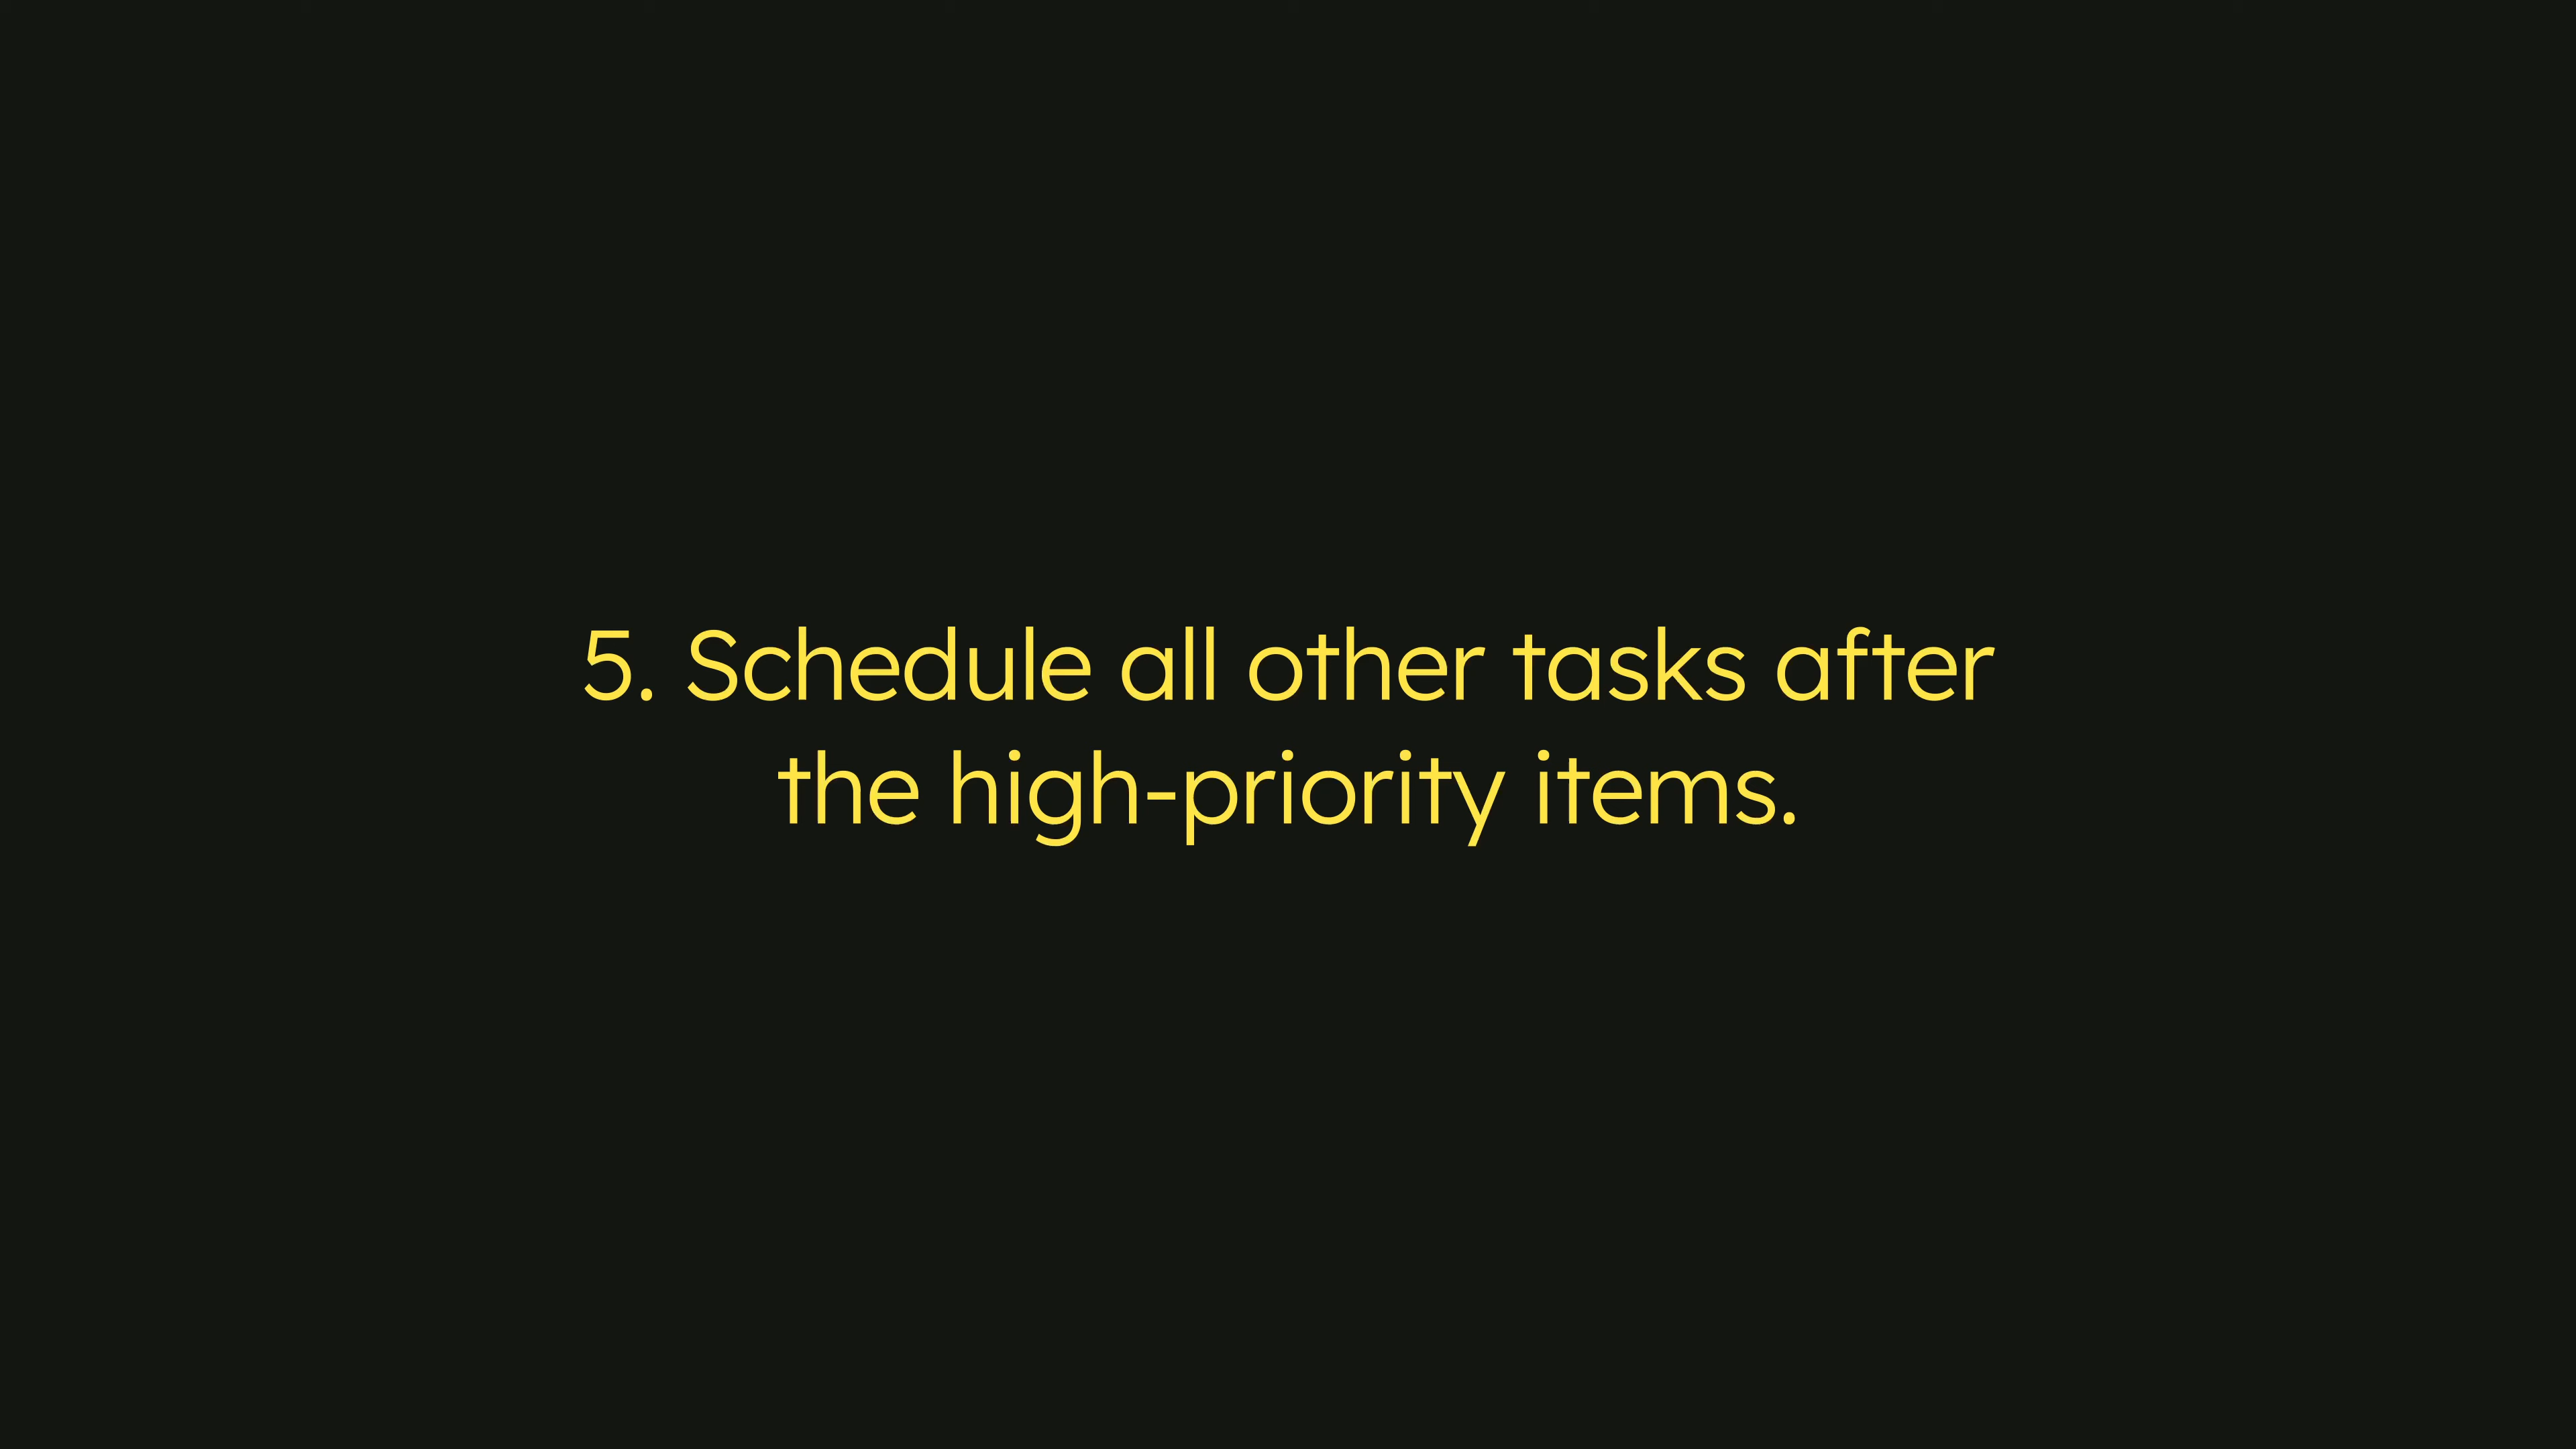 5. Schedule all other tasks after
the high-priority items.